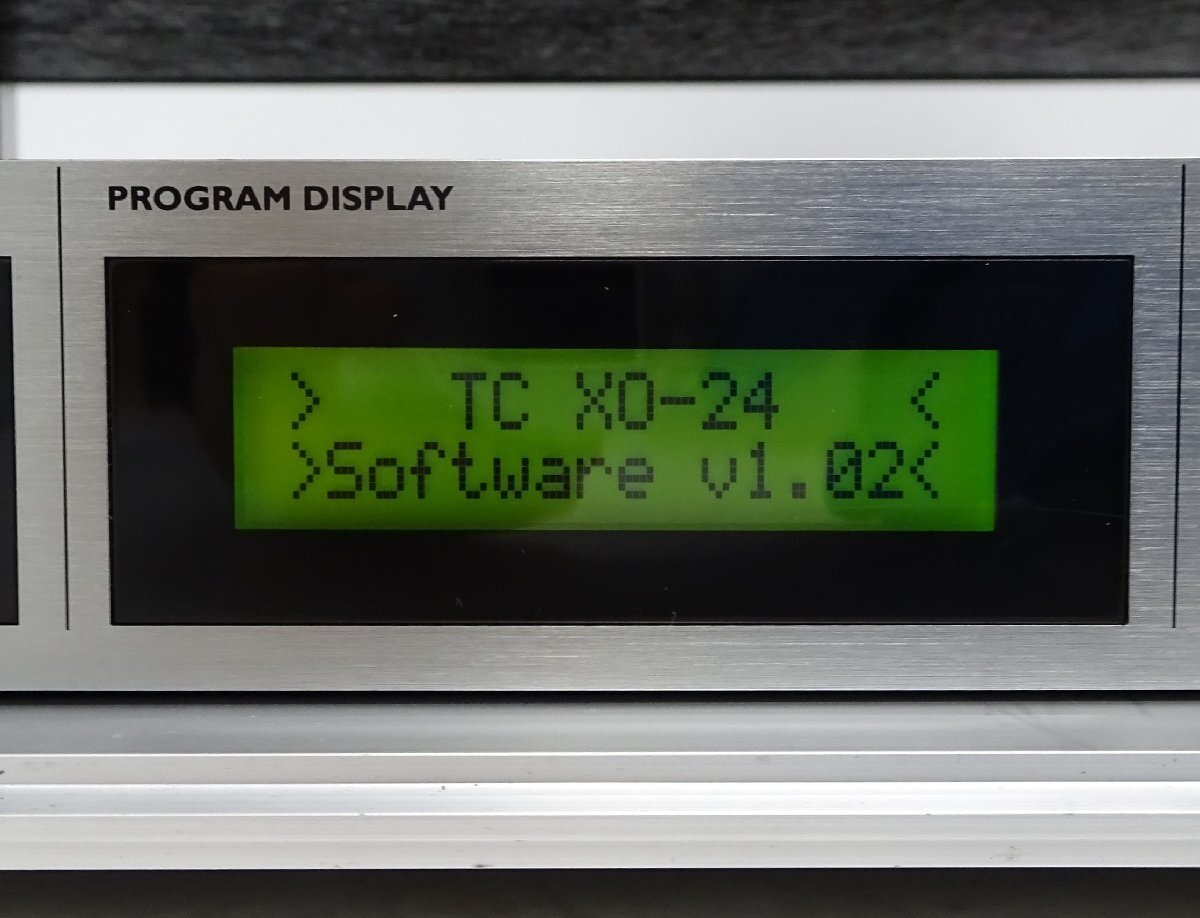 PROGRAM DISPLAY
> TC XO-24 <
>Software v1.02<